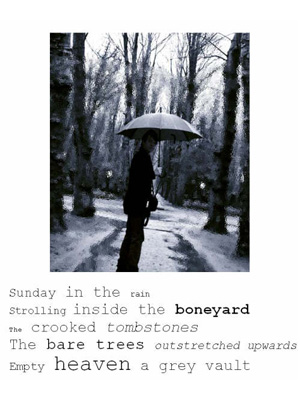 Sunday in the rain
Strolling inside the boneyard
The crooked tombstones
The bare trees outstretched upwards
Empty heaven a grey vault